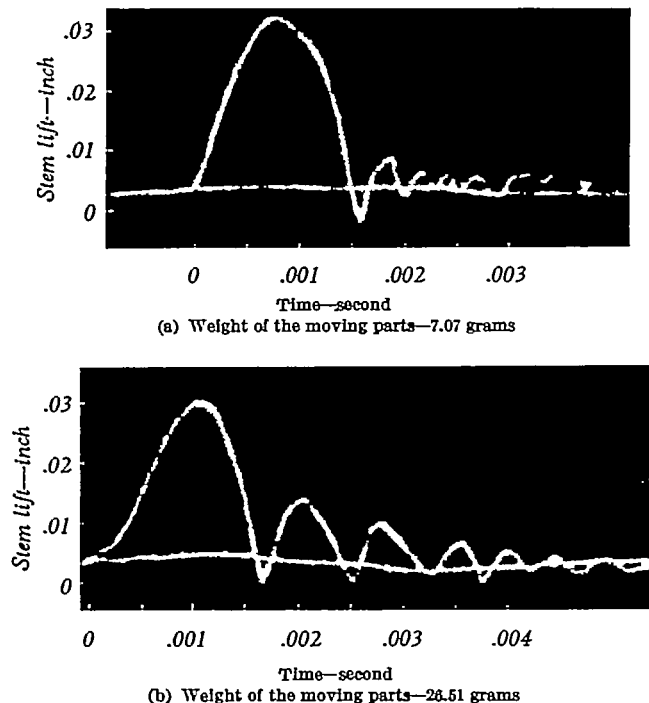 Stem lift—inch
.03
.02
.01
0
0 .001 .002 .003
Time—second
(a) Weight of the moving parts—7.07 grams
Stem lift—inch
.03
.02
.01
0
0 .001 .002 .003 .004
Time—second
(b) Weight of the moving parts—26.51 grams